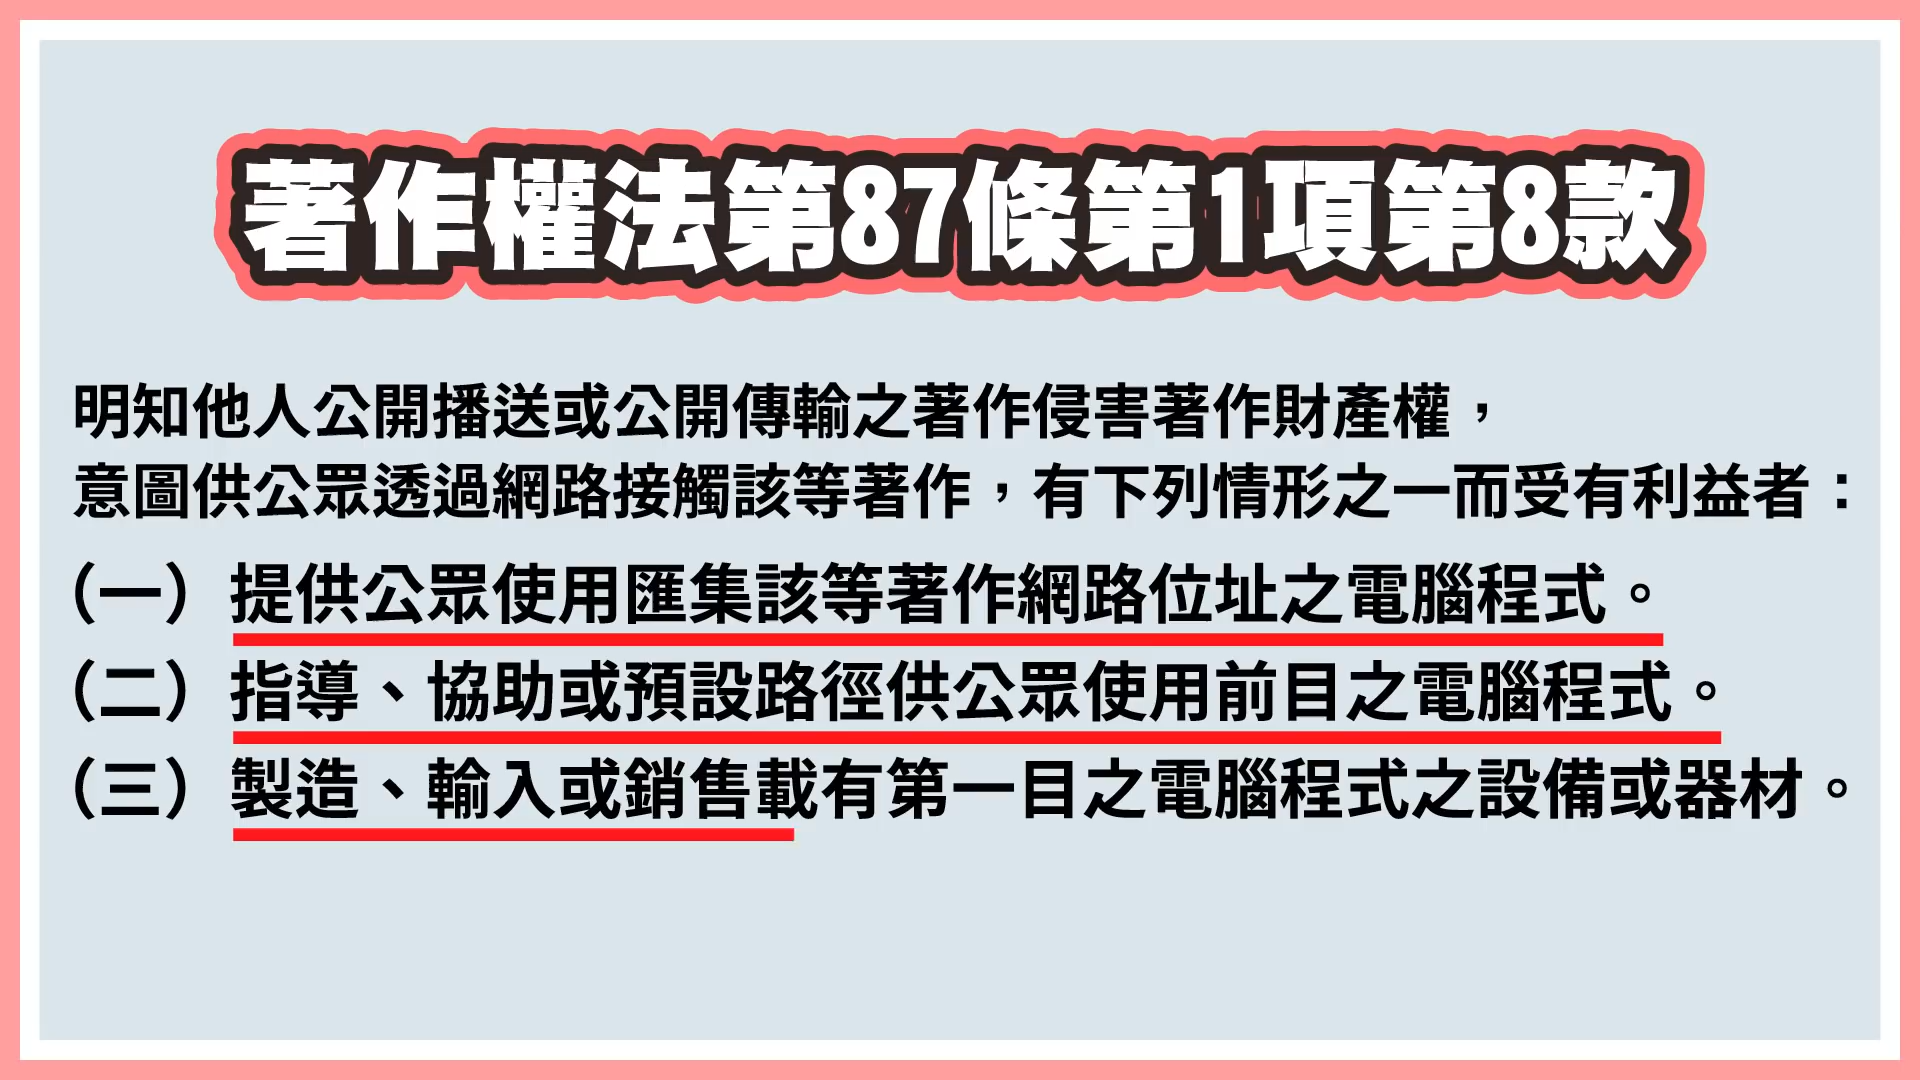 著作權法第87條第1項第8款
明知他人公開播送或公開傳輸之著作侵害著作財產權，
意圖供公眾透過網路接觸該等著作，有下列情形之一而受有利益者：
（一）提供公眾使用匯集該等著作網路位址之電腦程式。
（二）指導、協助或預設路徑供公眾使用前目之電腦程式。
（三）製造、輸入或銷售載有第一目之電腦程式之設備或器材。